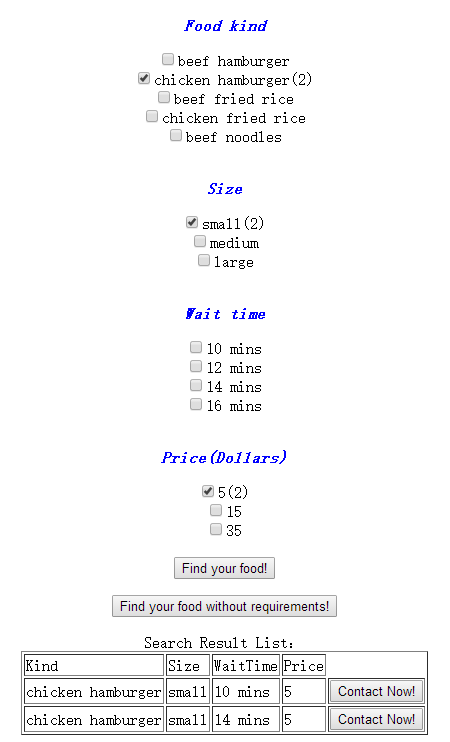 Food kind
beef hamburger
chicken hamburger(2)
beef fried rice
chicken fried rice
beef noodles
Size
small(2)
medium
large
Wait time
10 mins
12 mins
14 mins
16 mins
Price(Dollars)
5(2)
15
35
Find your food!
Find your food without requirements!
Search Result List:
Kind Size WaitTime Price
chicken hamburger small 10 mins 5 Contact Now!
chicken hamburger small 14 mins 5 Contact Now!